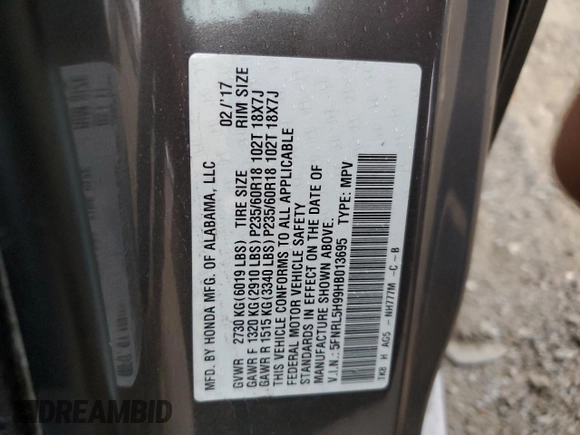 MFD. BY HONDA MFG. OF ALABAMA, LLC 02/'17
GVWR 2730 KG (6019 LBS) TIRE SIZE RIM SIZE
GAWR F 1320 KG (2910 LBS) P235/60R18 102T 18X7J
GAWR R 1515 KG (3340 LBS) P235/60R18 102T 18X7J
THIS VEHICLE CONFORMS TO ALL APPLICABLE
FEDERAL MOTOR VEHICLE SAFETY
STANDARDS IN EFFECT ON THE DATE OF
MANUFACTURE SHOWN ABOVE.
V.I.N.: 5FNRL5H99HB013695 TYPE: MPV
1K8 H AG5- NH777M -C -B
DREAMBID